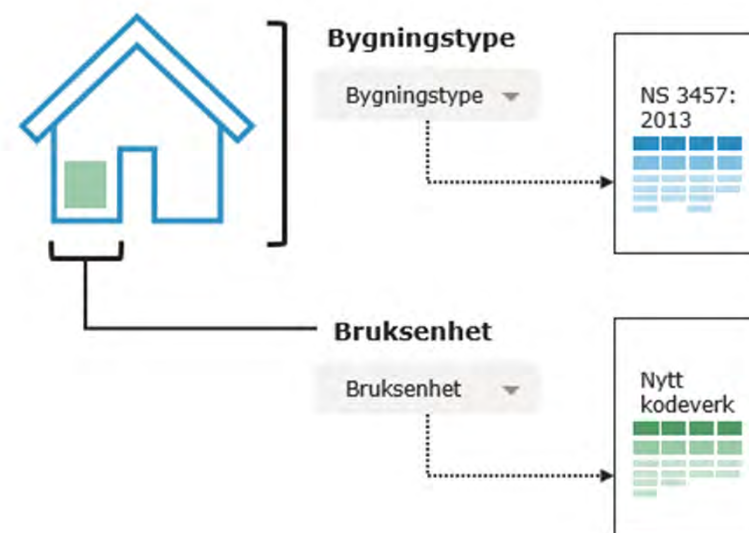 Bygningstype
Bygningstype
NS 3457:
2013
Bruksenhet
Bruksenhet
Nytt
kodeverk